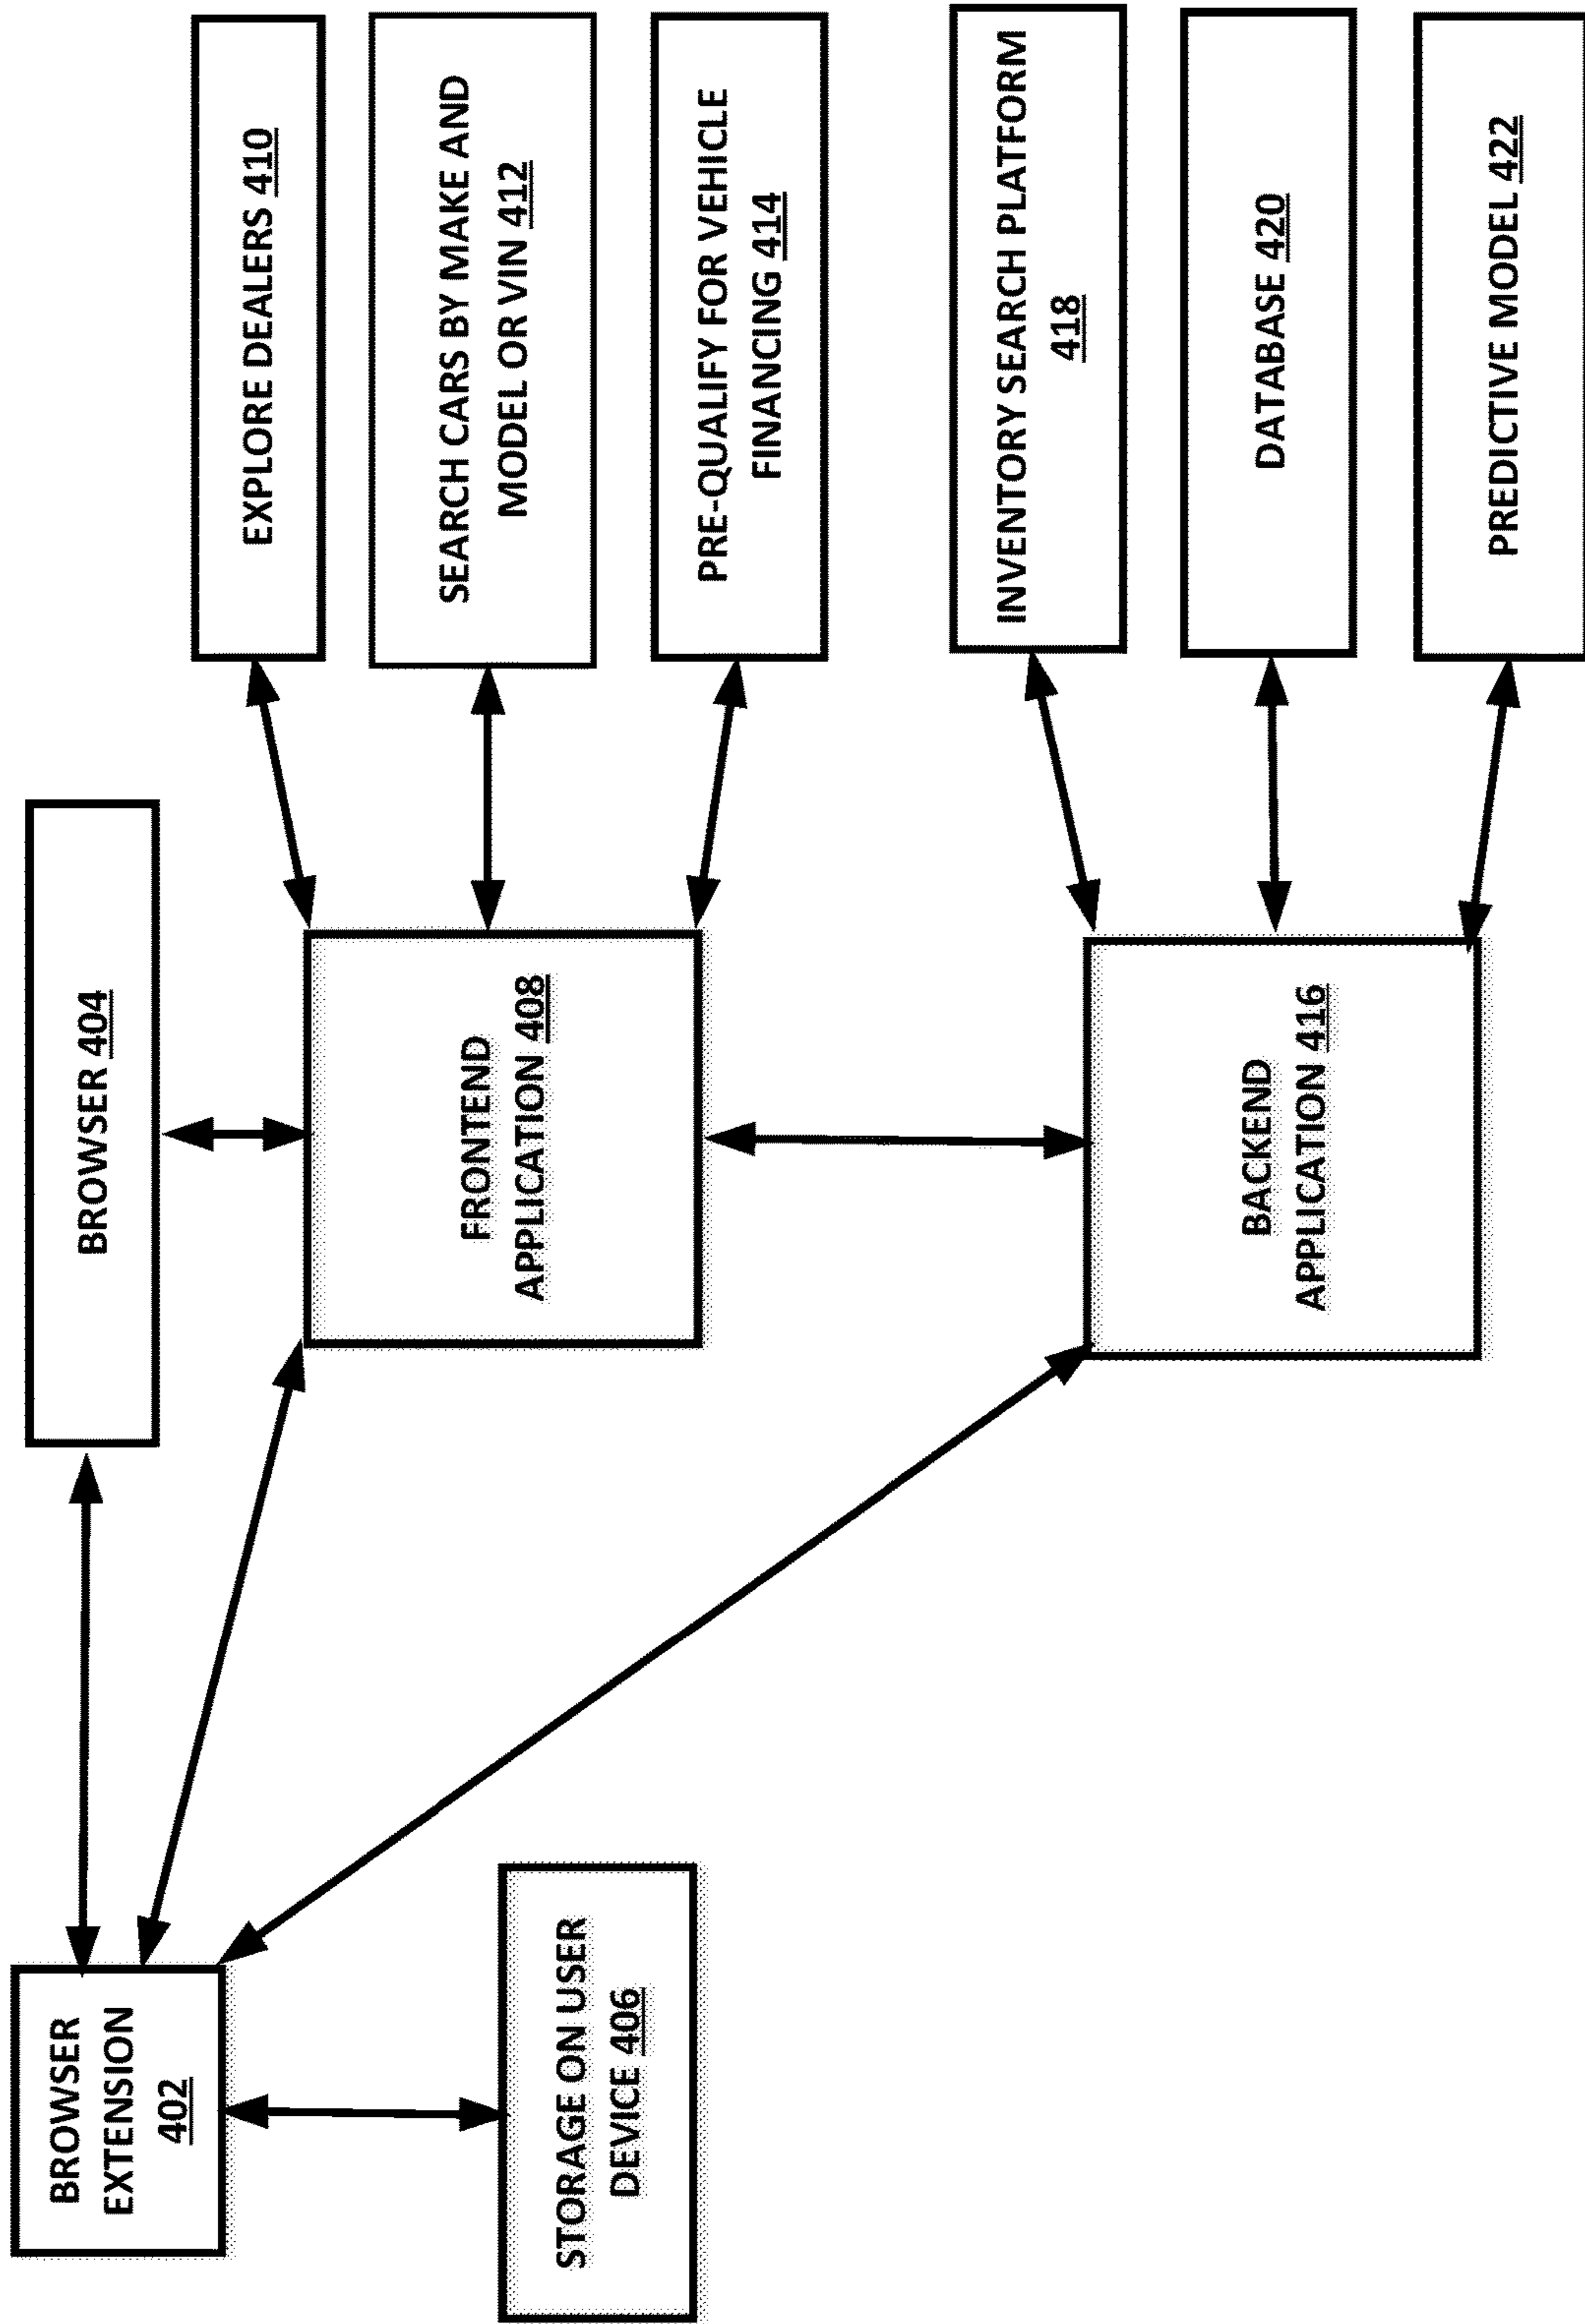 BROWSER
EXTENSION
402
STORAGE ON USER
DEVICE 406
BROWSER 404
FRONTEND
APPLICATION 408
BACKEND
APPLICATION 416
EXPLORE DEALERS 410
SEARCH CARS BY MAKE AND
MODEL OR VIN 412
PRE-QUALIFY FOR VEHICLE
FINANCING 414
INVENTORY SEARCH PLATFORM
418
DATABASE 420
PREDICTIVE MODEL 422